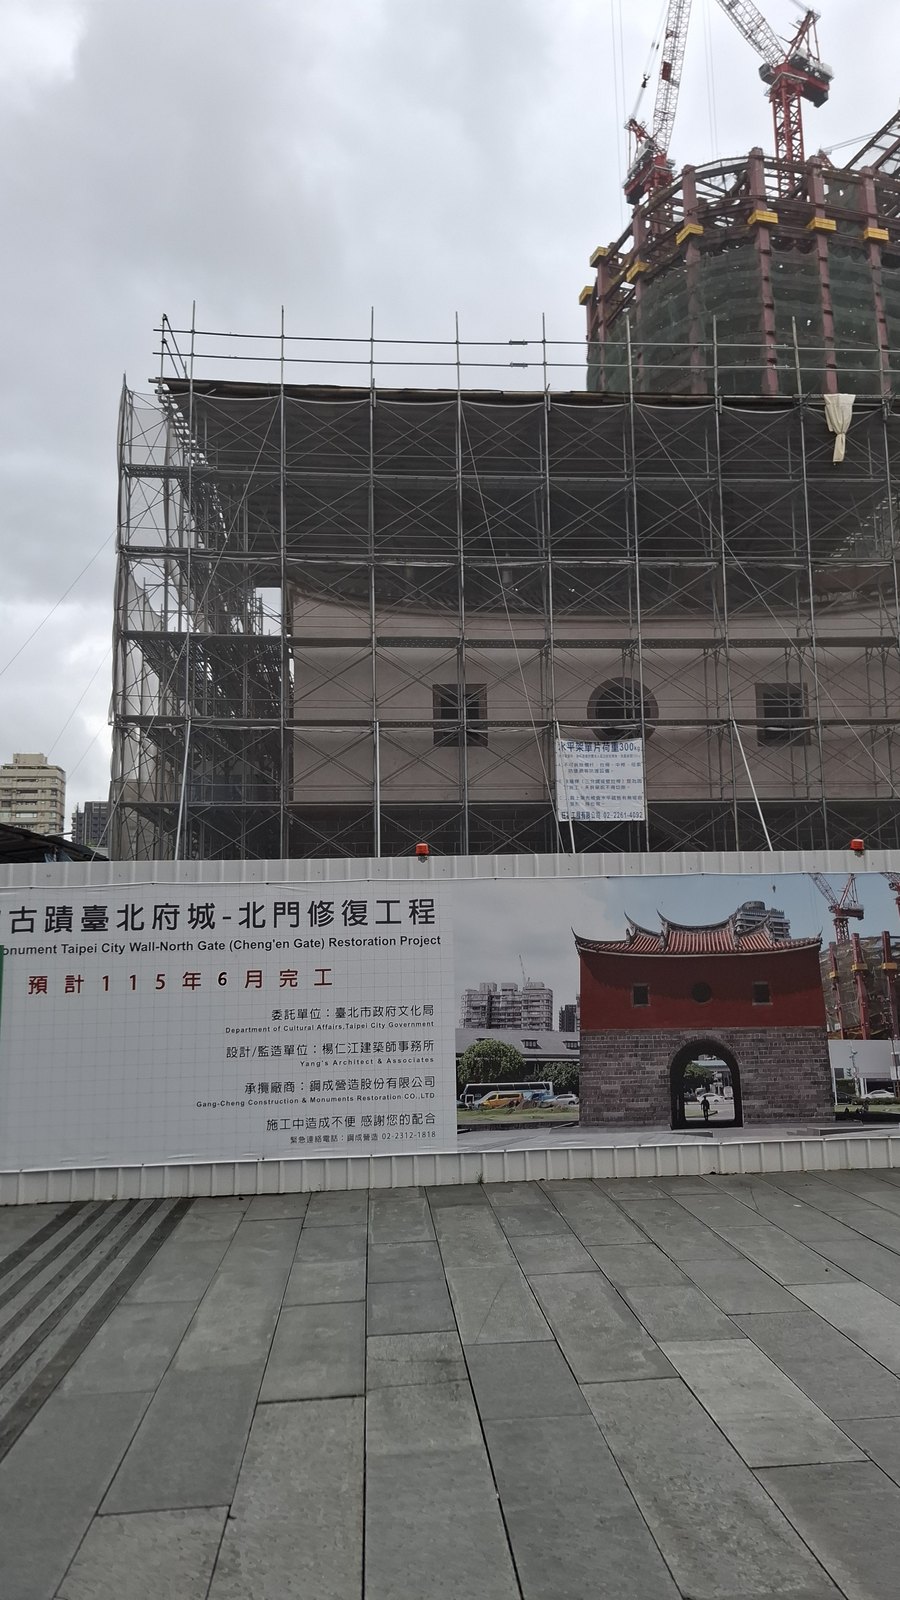 水平架單片荷重300kg
02-2261-4092
古蹟臺北府城-北門修復工程
onument Taipei City Wall-North Gate (Cheng'en Gate) Restoration Project
預計115年6月完工
委託單位：臺北市政府文化局
Department of Cultural Affairs,Taipei City Government
設計/監造單位：楊仁江建築師事務所
Yang's Architect & Associates
承攬廠商：鋼成營造股份有限公司
Gang-Cheng Construction & Monuments Restoration CO.,LTD
施工中造成不便 感謝您的配合
緊急連絡電話：鋼成營造 02-2312-1818